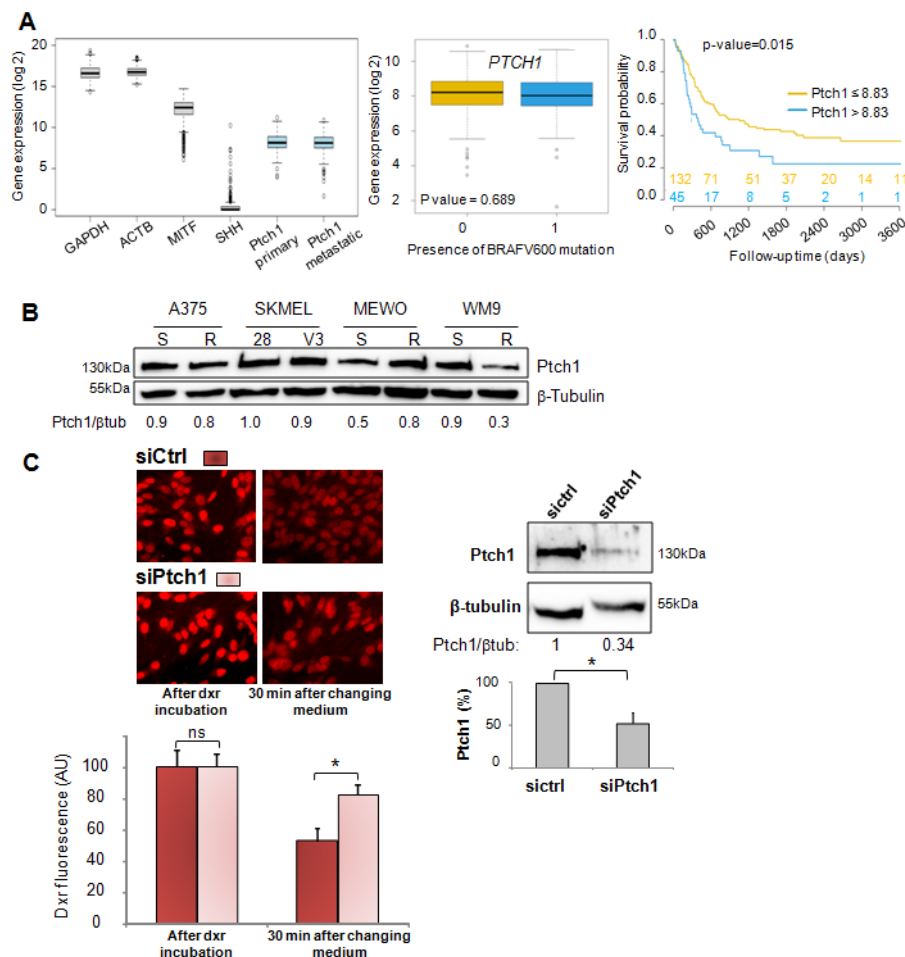 A
Gene expression (log 2)
20
15
10
5
0
GAPDH
ACTB
MITF
SHH
Ptch1 primary
Ptch1 metastatic
Gene expression (log 2)
10
8
6
4
2
PTCH1
P value = 0.689
0
1
Presence of BRAFV600 mutation
Survival probability
1.0
0.8
0.6
0.4
0.2
0.0
p-value=0.015
Ptch1 ≤ 8.83
Ptch1 > 8.83
132 71 51 37 20 14 11
45 17 8 5 2 1 1
0 600 1200 1800 2400 3000 3600
Follow-uptime (days)
B
A375 SKMEL MEWO WM9
S R 28 V3 S R S R
130kDa
Ptch1
55kDa
β-Tubulin
Ptch1/βtub 0.9 0.8 1.0 0.9 0.5 0.8 0.9 0.3
C
siCtrl
siPtch1
After dxr incubation
30 min after changing medium
Dxr fluorescence (AU)
100
80
60
40
20
0
ns
*
After dxr incubation
30 min after changing medium
sictrl siPtch1
Ptch1
130kDa
β-tubulin
55kDa
Ptch1/βtub: 1 0.34
Ptch1 (%)
100
50
0
*
sictrl siPtch1